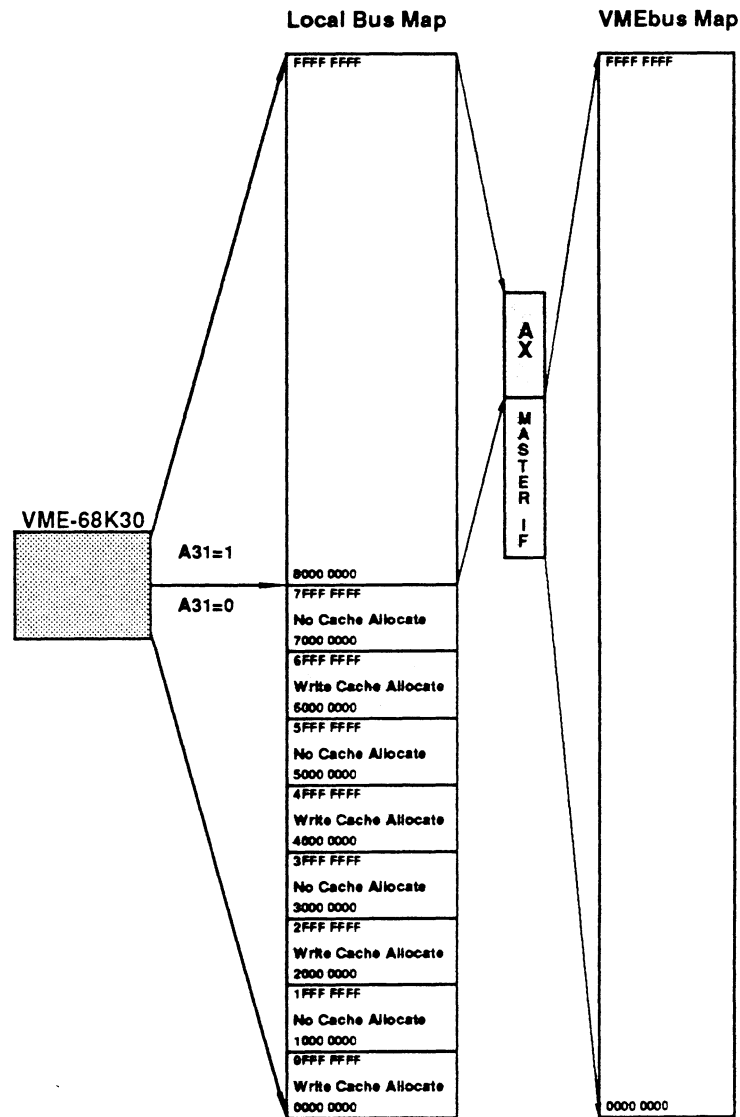 Local Bus Map
VMEbus Map
FFFF FFFF
FFFF FFFF
AX
MASTER IF
VME-68K30
A31=1
A31=0
8000 0000
7FFF FFFF
No Cache Allocate
7000 0000
6FFF FFFF
Write Cache Allocate
6000 0000
5FFF FFFF
No Cache Allocate
5000 0000
4FFF FFFF
Write Cache Allocate
4000 0000
3FFF FFFF
No Cache Allocate
3000 0000
2FFF FFFF
Write Cache Allocate
2000 0000
1FFF FFFF
No Cache Allocate
1000 0000
0FFF FFFF
Write Cache Allocate
0000 0000
0000 0000